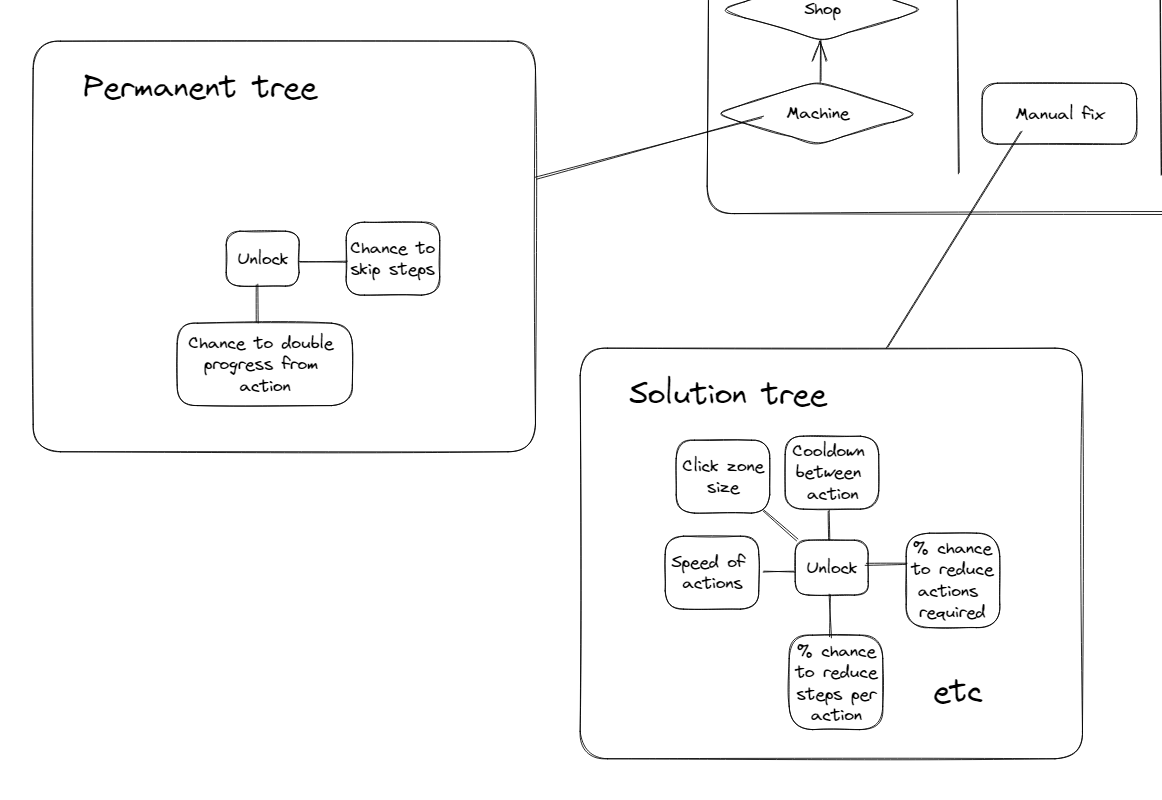 Shop
Permanent tree
Machine
Manual fix
Unlock
Chance to
skip steps
Chance to double
progress from
action
Solution tree
Click zone
size
Cooldown
between
action
Speed of
actions
Unlock
% chance
to reduce
actions
required
% chance
to reduce
steps per
action
etc